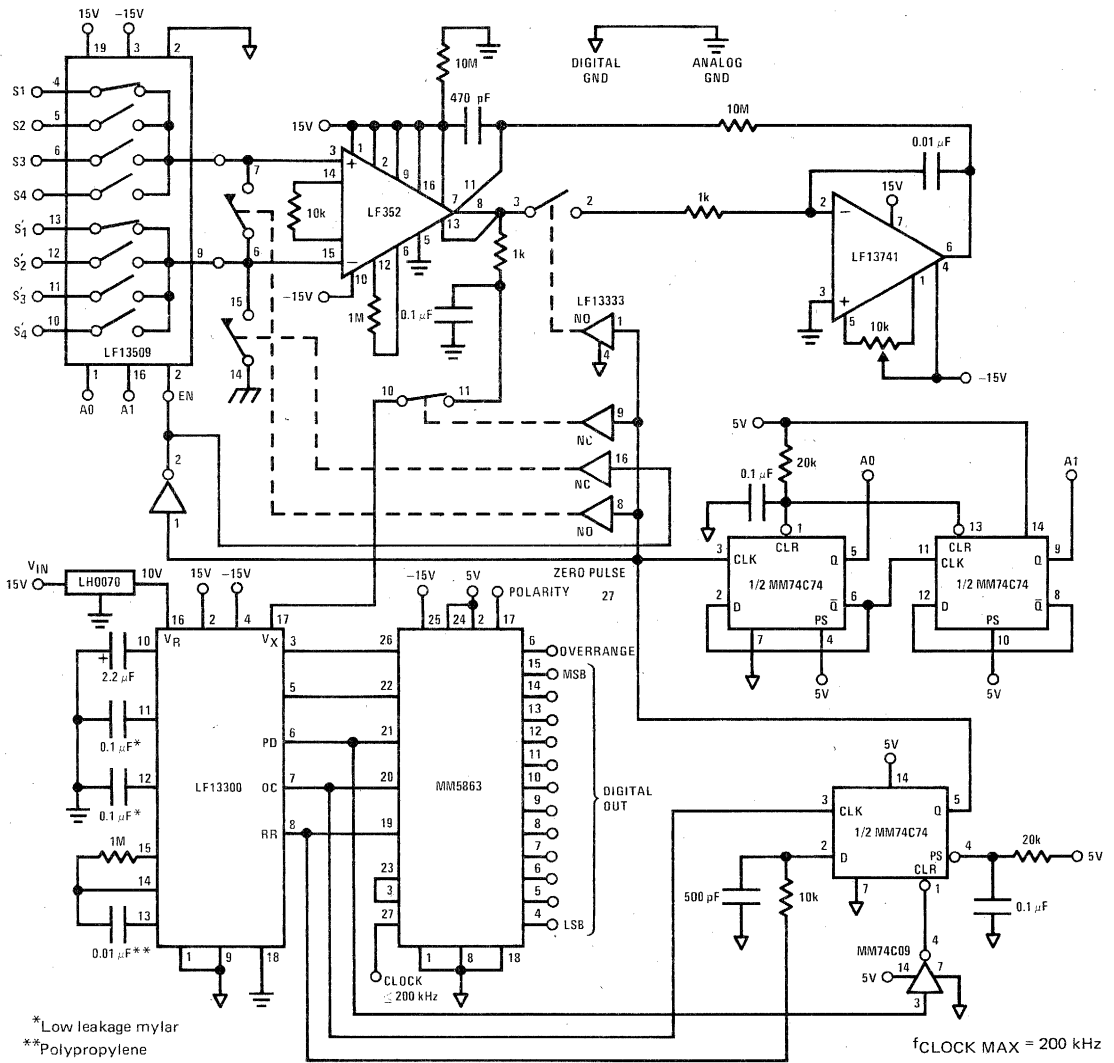 15V -15V
19 3 2
S1 4
S2 5
S3 6
S4 7
S'1 13
S'2 12 9
S'3 11
S'4 10
LF13509
1 16 2
A0 A1 EN
2
1
7
6
15
14
10M
470 pF
15V
3 + 1 2 9 16 7 11
14
10k
LF352
8
13
15 - 10 12 6 5
-15V
1M
0.1 µF
1k
DIGITAL GND
ANALOG GND
10M
0.01 µF
3 2
1k
2 - 15V 7
LF13741
6
4
3 + 5 1
10k
-15V
LF13333
NO 1
4
10 11
NC 9
NC 16
NO 8
5V
20k
0.1 µF
A0
A1
1 13 14
3 CLK CLR Q 5
1/2 MM74C74
2 D Q̄ 6
PS
7 4
5V
11 CLR CLK Q 9
1/2 MM74C74
12 D Q̄ 8
PS
10
5V
VIN
15V LH0070 10V
15V -15V
16 2 4 17
VR VX
10 3
2.2 µF +
11 5
0.1 µF*
PD 6
12 OC 7
0.1 µF*
LF13300
RR 8
1M
15
14
13
0.01 µF**
1 9 18
-15V 5V
ZERO PULSE
POLARITY 27
25 24 2 17
26
22
21
20
19
23
3
27
MM5863
6 OVERRANGE
15 MSB
14
13
12
11
10
9
8
7
6
5
4 LSB
DIGITAL OUT
1 8 18
CLOCK
≤ 200 kHz
5V
14
3 CLK Q 5
1/2 MM74C74
2 D PS 4
CLR
7 1
20k
5V
0.1 µF
500 pF
10k
4
MM74C09
5V 14 7
3
*Low leakage mylar
**Polypropylene
fCLOCK MAX = 200 kHz